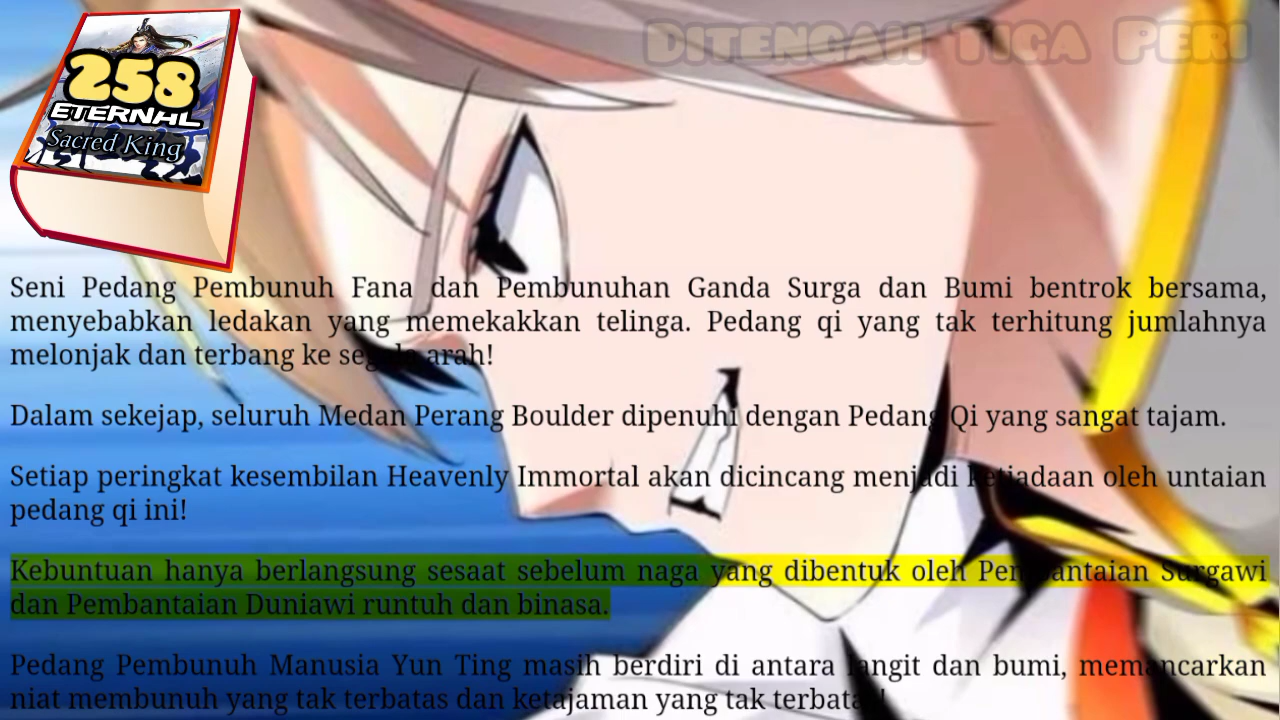 DITENGAH TIGA PERI
258
ETERNAL
Sacred King
Seni Pedang Pembunuh Fana dan Pembunuhan Ganda Surga dan Bumi bentrok bersama,
menyebabkan ledakan yang memekakkan telinga. Pedang qi yang tak terhitung jumlahnya
melonjak dan terbang ke segala arah!
Dalam sekejap, seluruh Medan Perang Boulder dipenuhi dengan Pedang Qi yang sangat tajam.
Setiap peringkat kesembilan Heavenly Immortal akan dicincang menjadi ketiadaan oleh untaian
pedang qi ini!
Kebuntuan hanya berlangsung sesaat sebelum naga yang dibentuk oleh Pembantaian Surgawi
dan Pembantaian Duniawi runtuh dan binasa.
Pedang Pembunuh Manusia Yun Ting masih berdiri di antara langit dan bumi, memancarkan
niat membunuh yang tak terbatas dan ketajaman yang tak terbatas!